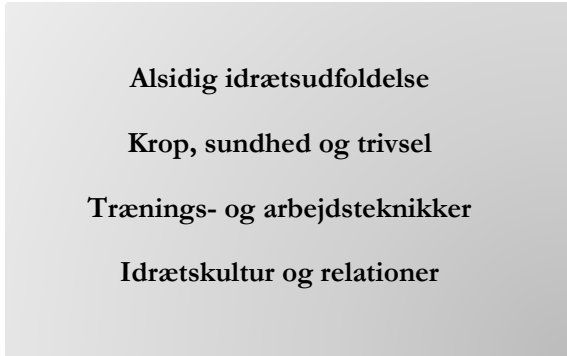 Alsidig idrætsudfoldelse
Krop, sundhed og trivsel
Trænings- og arbejdsteknikker
Idrætskultur og relationer